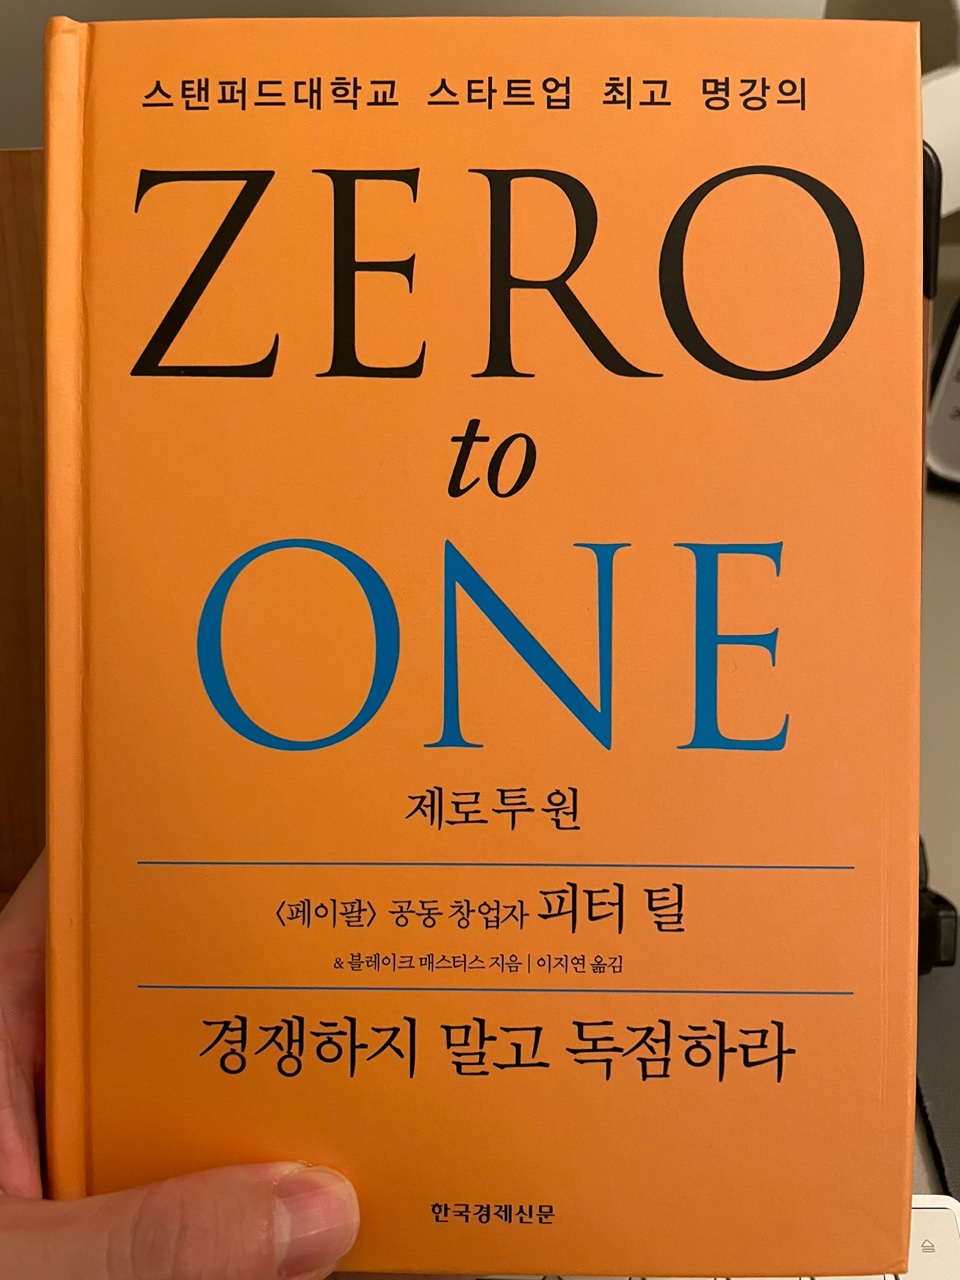 스탠퍼드대학교 스타트업 최고 명강의
ZERO
to
ONE
제로 투 원
〈페이팔〉 공동 창업자 피터 틸
& 블레이크 매스터스 지음 | 이지연 옮김
경쟁하지 말고 독점하라
한국경제신문